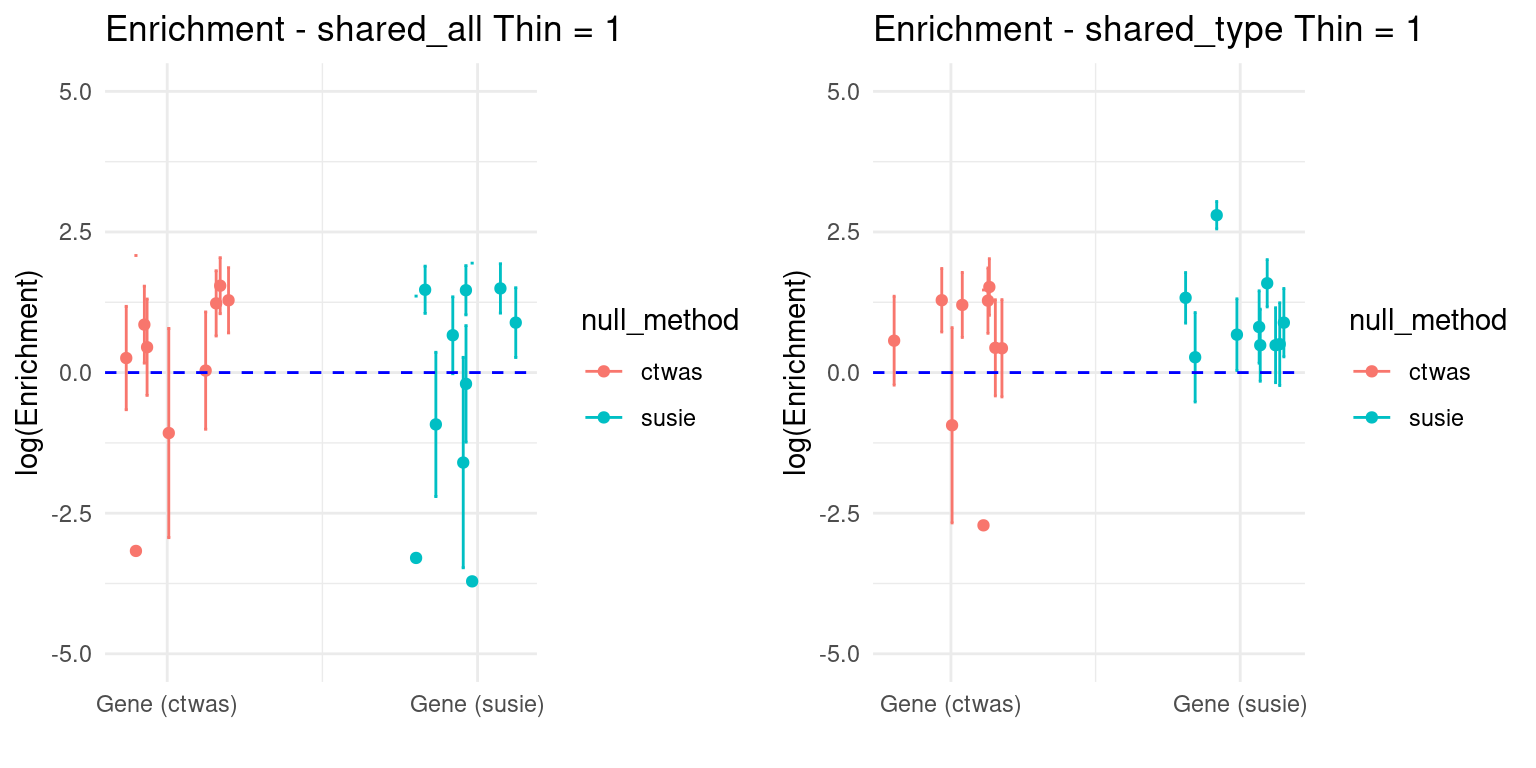 Enrichment - shared_all Thin = 1
log(Enrichment)
5.0
2.5
0.0
-2.5
-5.0
Gene (ctwas)
Gene (susie)
null_method
ctwas
susie
Enrichment - shared_type Thin = 1
log(Enrichment)
5.0
2.5
0.0
-2.5
-5.0
Gene (ctwas)
Gene (susie)
null_method
ctwas
susie